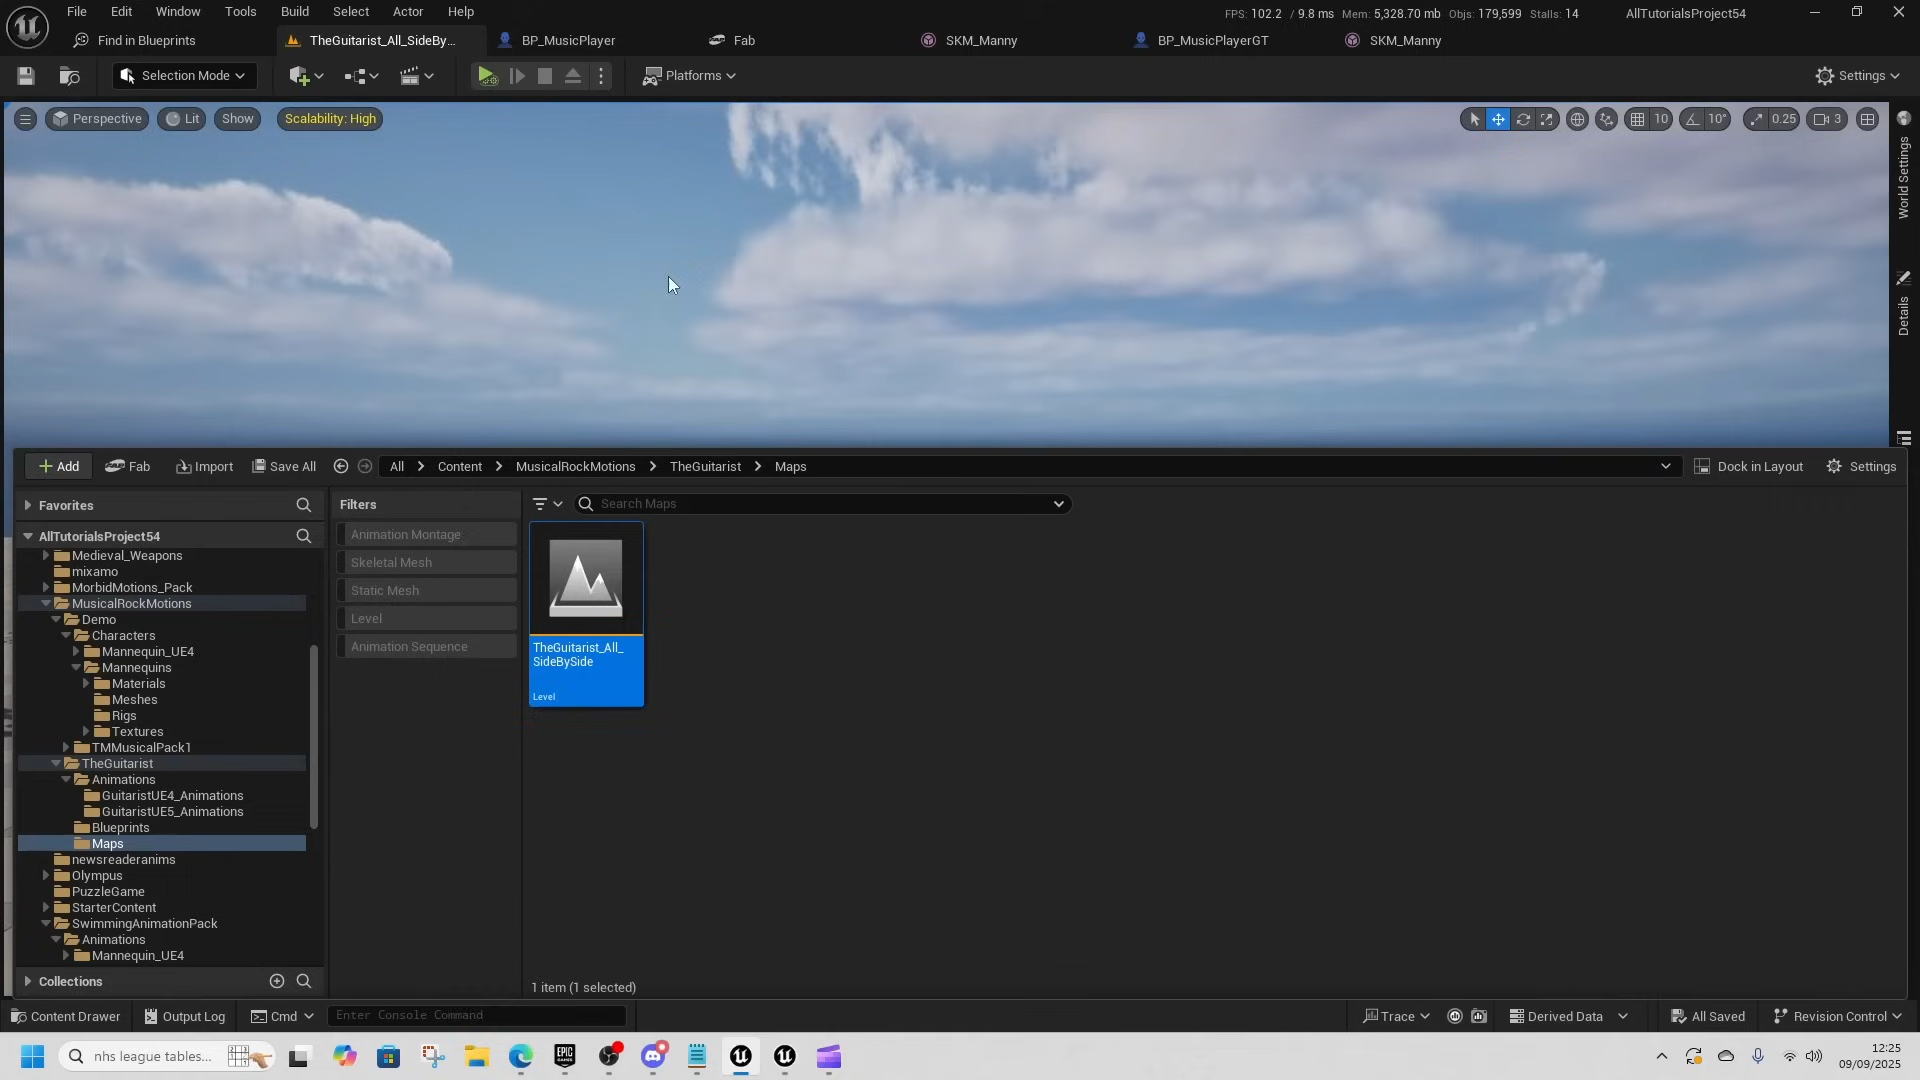 File Edit Window Tools Build Select Actor Help
FPS: 102.2 / 9.8 ms Mem: 5,328.70 mb Objs: 179,599 Stalls: 14
AllTutorialsProject54
Find in Blueprints
TheGuitarist_All_SideBy...
BP_MusicPlayer
Fab
SKM_Manny
BP_MusicPlayerGT
SKM_Manny
Selection Mode
Platforms
Settings
Perspective
Lit
Show
Scalability: High
10
10°
0.25
3
World Settings
Details
Add
Fab
Import
Save All
All > Content > MusicalRockMotions > TheGuitarist > Maps
Dock in Layout
Settings
Favorites
AllTutorialsProject54
Medieval_Weapons
mixamo
MorbidMotions_Pack
MusicalRockMotions
Demo
Characters
Mannequin_UE4
Mannequins
Materials
Meshes
Rigs
Textures
TMMusicalPack1
TheGuitarist
Animations
GuitaristUE4_Animations
GuitaristUE5_Animations
Blueprints
Maps
newsreaderanims
Olympus
PuzzleGame
StarterContent
SwimmingAnimationPack
Animations
Mannequin_UE4
Collections
Filters
Animation Montage
Skeletal Mesh
Static Mesh
Level
Animation Sequence
Search Maps
TheGuitarist_All_
SideBySide
Level
1 item (1 selected)
Content Drawer
Output Log
Cmd
Enter Console Command
Trace
Derived Data
All Saved
Revision Control
nhs league tables...
EPIC
GAMES
12:25
09/09/2025